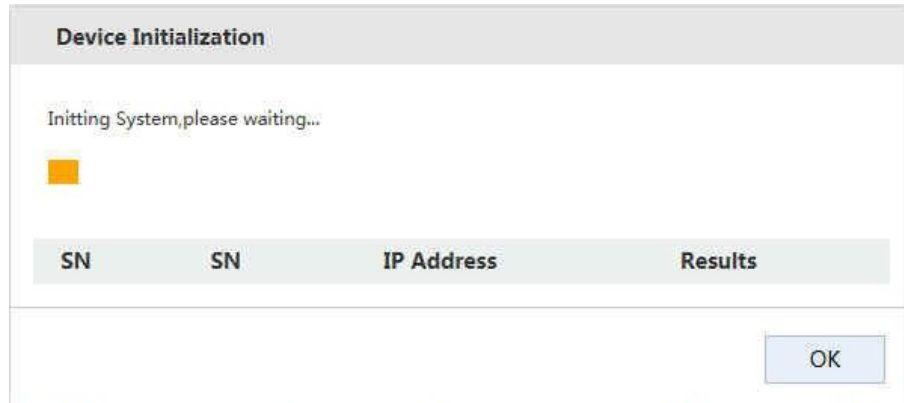 Device Initialization
Initting System,please waiting...
SN SN IP Address Results
OK